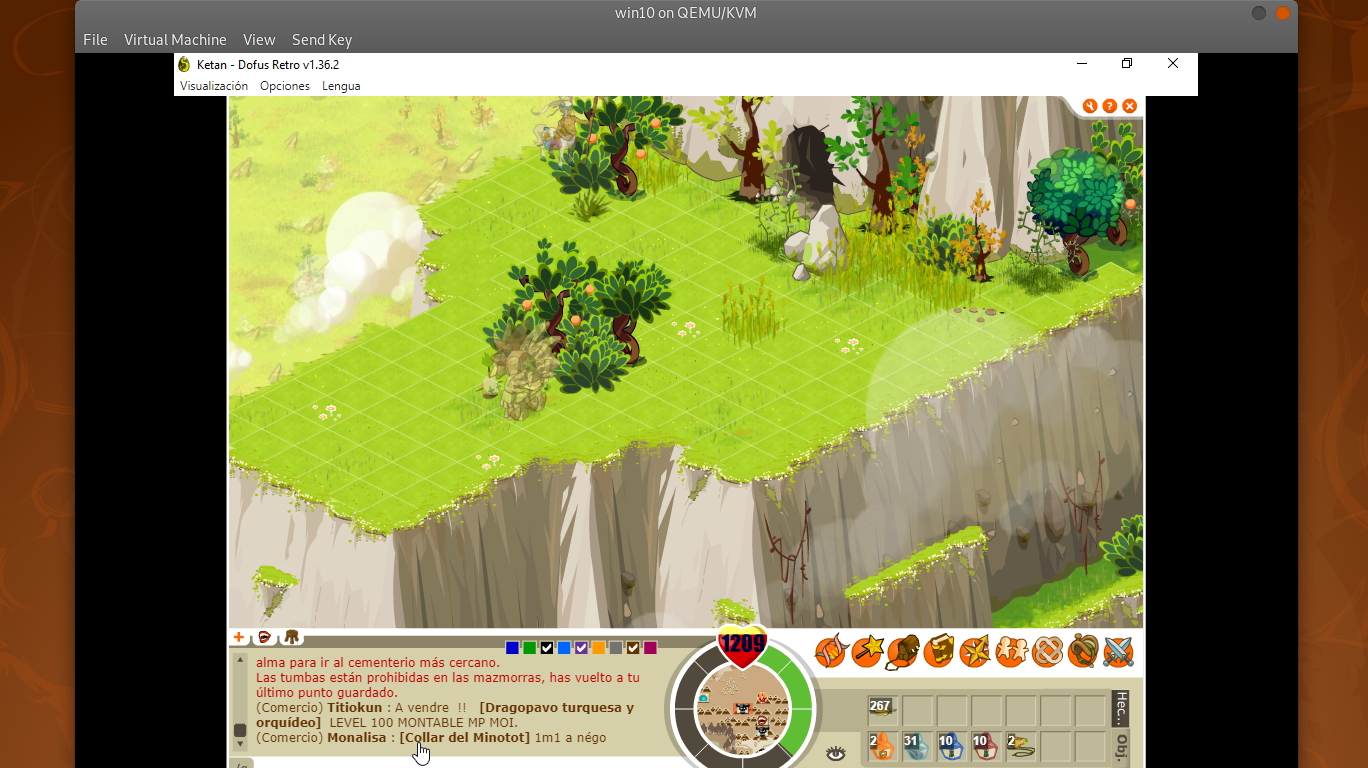 win10 on QEMU/KVM
File Virtual Machine View Send Key
Ketan - Dofus Retro v1.36.2
Visualización Opciones Lengua
1209
alma para ir al cementerio más cercano.
Las tumbas están prohibidas en las mazmorras, has vuelto a tu
último punto guardado.
(Comercio) Titiokun : A vendre !! [Dragopavo turquesa y
orquídeo] LEVEL 100 MONTABLE MP MOI.
(Comercio) Monalisa : [Collar del Minotot] 1m1 a négo
267
Hec...
2 31 10 10 2
Obj.